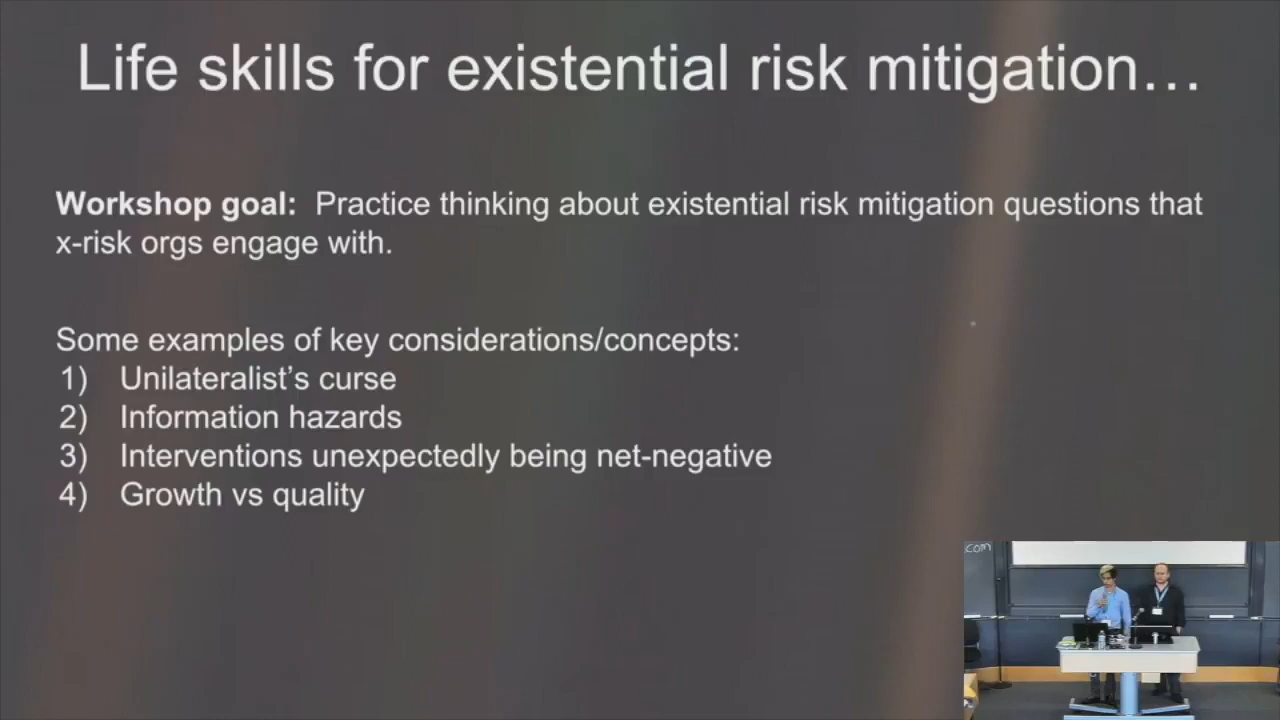 Life skills for existential risk mitigation…
Workshop goal: Practice thinking about existential risk mitigation questions that
x-risk orgs engage with.
Some examples of key considerations/concepts:
1) Unilateralist’s curse
2) Information hazards
3) Interventions unexpectedly being net-negative
4) Growth vs quality
com